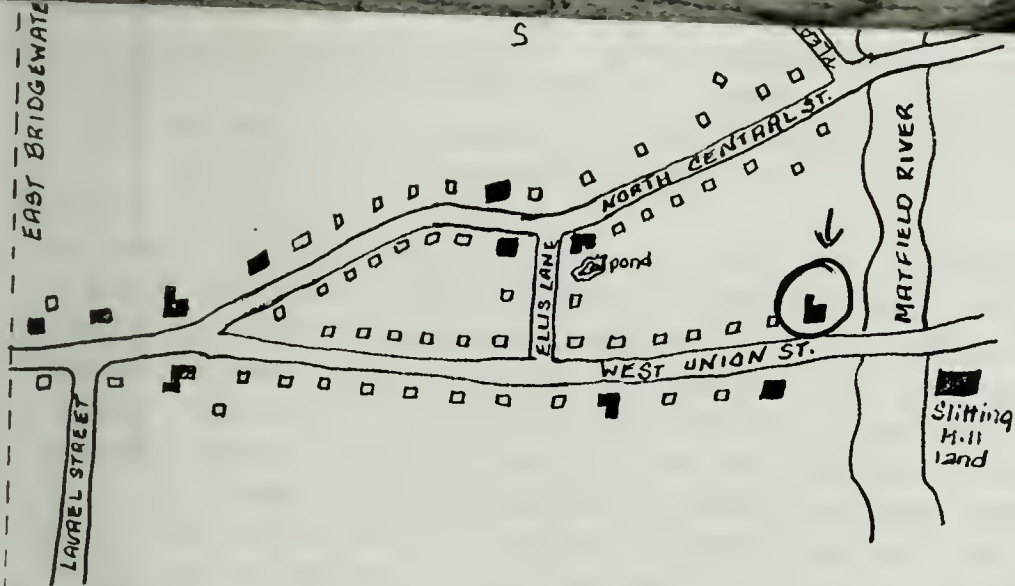 EAST BRIDGEWATE
S
NORTH CENTRAL ST.
MATFIELD RIVER
ELLIS LANE
pond
WEST UNION ST.
Slitting
Mill
land
LAUREL STREET